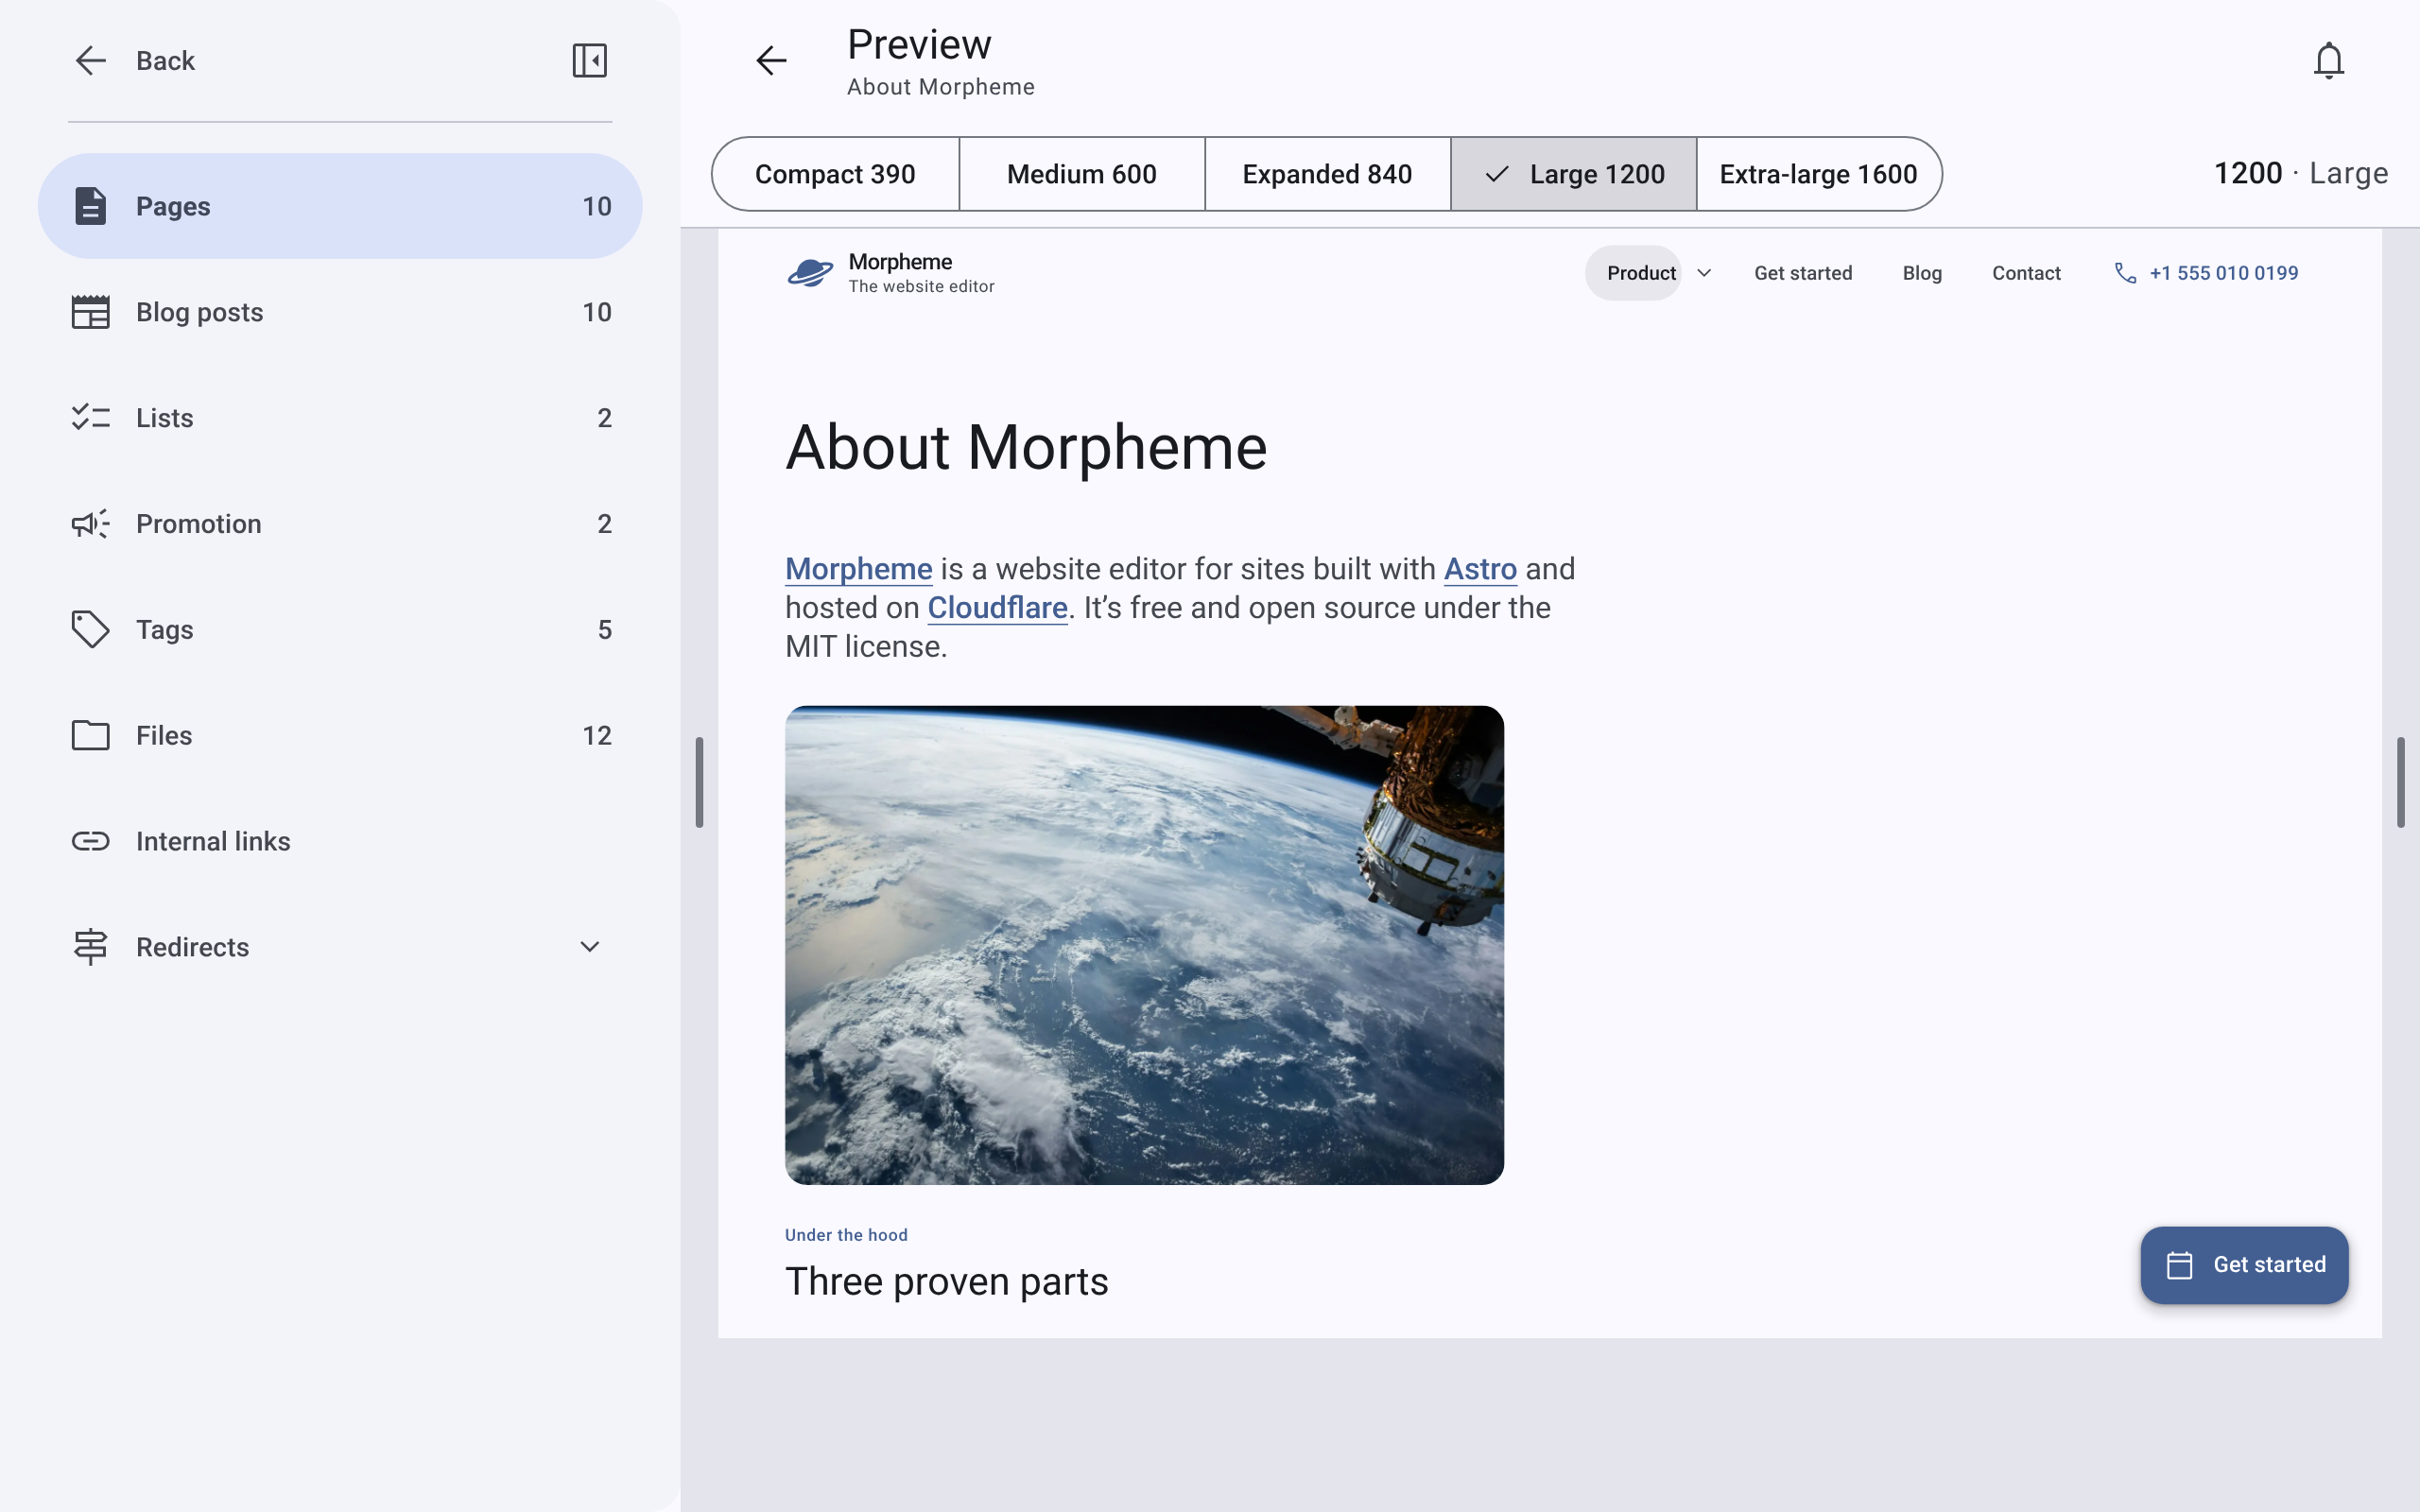 Back
Pages 10
Blog posts 10
Lists 2
Promotion 2
Tags 5
Files 12
Internal links
Redirects
Preview
About Morpheme
Compact 390 Medium 600 Expanded 840 Large 1200 Extra-large 1600
1200 · Large
Morpheme
The website editor
Product Get started Blog Contact +1 555 010 0199
About Morpheme
Morpheme is a website editor for sites built with Astro and
hosted on Cloudflare. It’s free and open source under the
MIT license.
Under the hood
Three proven parts
Get started